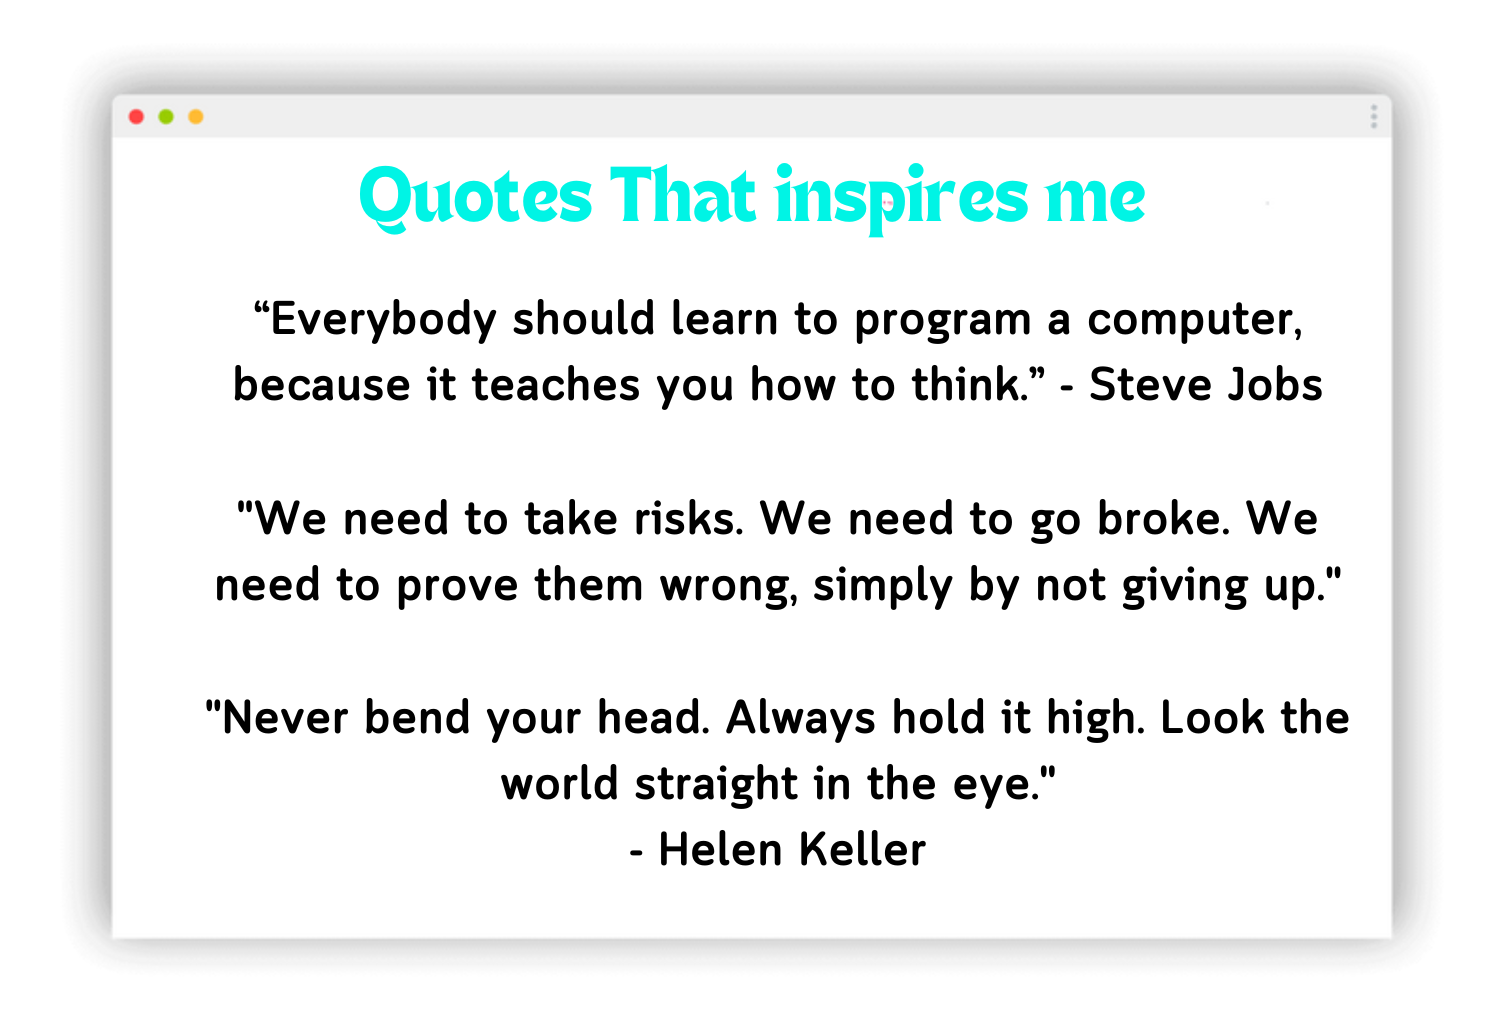 Quotes That inspires me
“Everybody should learn to program a computer,
because it teaches you how to think.” - Steve Jobs
"We need to take risks. We need to go broke. We
need to prove them wrong, simply by not giving up."
"Never bend your head. Always hold it high. Look the
world straight in the eye."
- Helen Keller